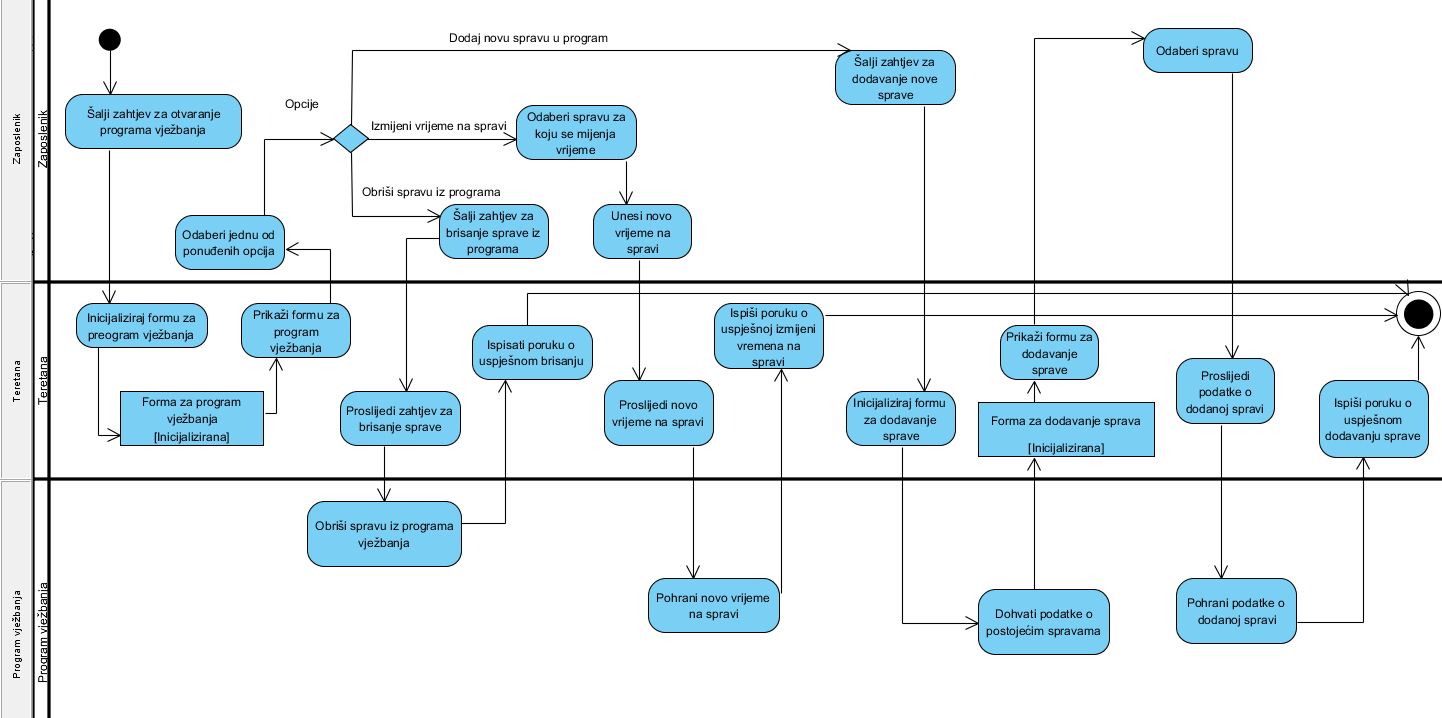 Zaposlenik
Zaposlenik
Šalji zahtjev za otvaranje
programa vježbanja
Odaberi jednu od
ponuđenih opcija
Opcije
Dodaj novu spravu u program
Izmijeni vrijeme na spravi
Obriši spravu iz programa
Odaberi spravu za
koju se mijenja
vrijeme
Šalji zahtjev za
brisanje sprave iz
programa
Unesi novo
vrijeme na
spravi
Šalji zahtjev za
dodavanje nove
sprave
Odaberi spravu
Teretana
Teretana
Inicijaliziraj formu za
preogram vježbanja
Forma za program
vježbanja
[Inicijalizirana]
Prikaži formu za
program
vježbanja
Proslijedi zahtjev za
brisanje sprave
Ispisati poruku o
uspješnom brisanju
Proslijedi novo
vrijeme na spravi
Ispiši poruku o
uspješnoj izmijeni
vremena na
spravi
Inicijaliziraj formu
za dodavanje
sprave
Prikaži formu za
dodavanje
sprave
Forma za dodavanje sprava
[Inicijalizirana]
Proslijedi
podatke o
dodanoj spravi
Ispiši poruku o
uspješnom
dodavanju sprave
Program vježbanja
Program vježbanja
Obriši spravu iz programa
vježbanja
Pohrani novo vrijeme
na spravi
Dohvati podatke o
postojećim spravama
Pohrani podatke o
dodanoj spravi